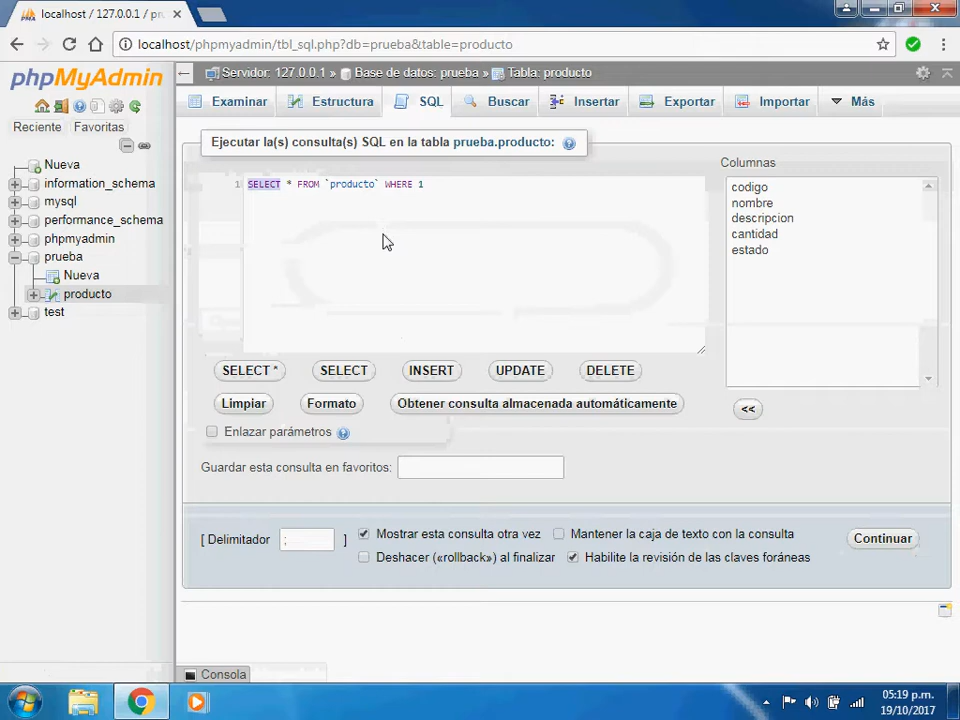 localhost / 127.0.0.1 / pru
localhost/phpmyadmin/tbl_sql.php?db=prueba&table=producto
phpMyAdmin
Reciente Favoritas
Nueva
information_schema
mysql
performance_schema
phpmyadmin
prueba
Nueva
producto
test
Servidor: 127.0.0.1 » Base de datos: prueba » Tabla: producto
Examinar Estructura SQL Buscar Insertar Exportar Importar Más
Ejecutar la(s) consulta(s) SQL en la tabla prueba.producto:
1 SELECT * FROM `producto` WHERE 1
Columnas
codigo
nombre
descripcion
cantidad
estado
SELECT * SELECT INSERT UPDATE DELETE
Limpiar Formato Obtener consulta almacenada automáticamente
<<
Enlazar parámetros
Guardar esta consulta en favoritos:
[ Delimitador ; ] Mostrar esta consulta otra vez Mantener la caja de texto con la consulta Continuar
Deshacer («rollback») al finalizar Habilite la revisión de las claves foráneas
Consola
05:19 p.m.
19/10/2017